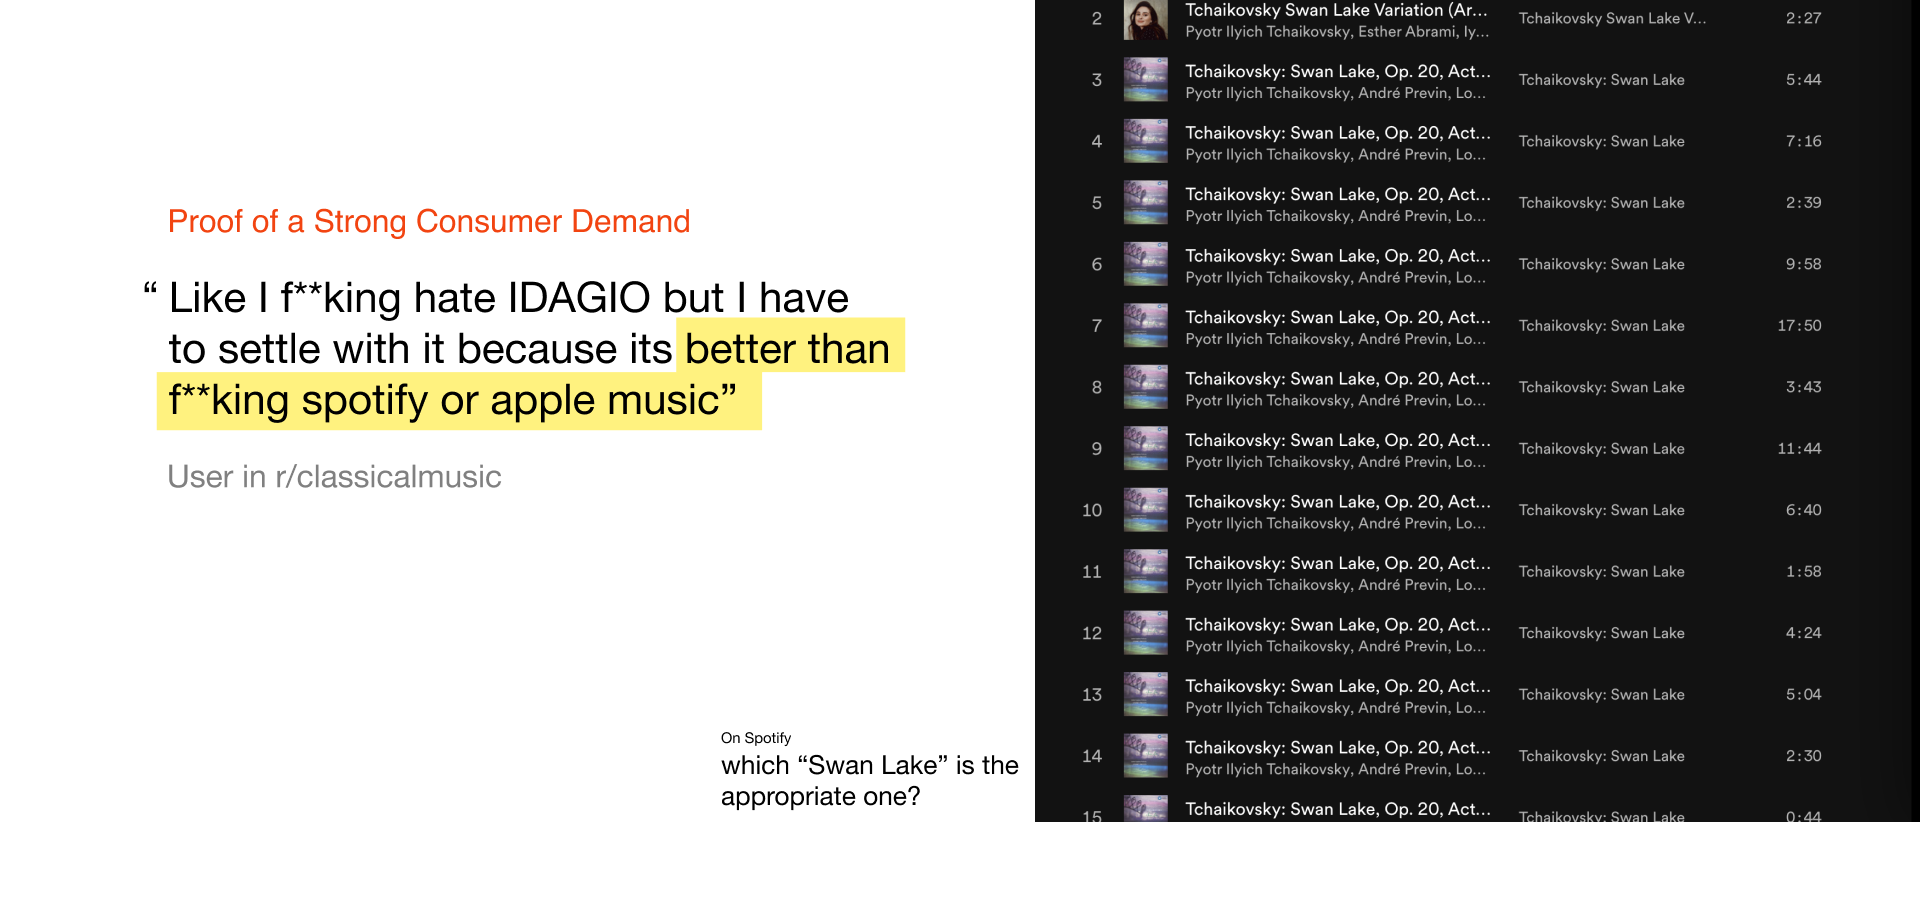 Proof of a Strong Consumer Demand
“ Like I f**king hate IDAGIO but I have
to settle with it because its better than
f**king spotify or apple music”
User in r/classicalmusic
On Spotify
which “Swan Lake” is the
appropriate one?
2 Tchaikovsky Swan Lake Variation (Ar... Tchaikovsky Swan Lake V... 2:27
Pyotr Ilyich Tchaikovsky, Esther Abrami, Iy...
3 Tchaikovsky: Swan Lake, Op. 20, Act... Tchaikovsky: Swan Lake 5:44
Pyotr Ilyich Tchaikovsky, André Previn, Lo...
4 Tchaikovsky: Swan Lake, Op. 20, Act... Tchaikovsky: Swan Lake 7:16
Pyotr Ilyich Tchaikovsky, André Previn, Lo...
5 Tchaikovsky: Swan Lake, Op. 20, Act... Tchaikovsky: Swan Lake 2:39
Pyotr Ilyich Tchaikovsky, André Previn, Lo...
6 Tchaikovsky: Swan Lake, Op. 20, Act... Tchaikovsky: Swan Lake 9:58
Pyotr Ilyich Tchaikovsky, André Previn, Lo...
7 Tchaikovsky: Swan Lake, Op. 20, Act... Tchaikovsky: Swan Lake 17:50
Pyotr Ilyich Tchaikovsky, André Previn, Lo...
8 Tchaikovsky: Swan Lake, Op. 20, Act... Tchaikovsky: Swan Lake 3:43
Pyotr Ilyich Tchaikovsky, André Previn, Lo...
9 Tchaikovsky: Swan Lake, Op. 20, Act... Tchaikovsky: Swan Lake 11:44
Pyotr Ilyich Tchaikovsky, André Previn, Lo...
10 Tchaikovsky: Swan Lake, Op. 20, Act... Tchaikovsky: Swan Lake 6:40
Pyotr Ilyich Tchaikovsky, André Previn, Lo...
11 Tchaikovsky: Swan Lake, Op. 20, Act... Tchaikovsky: Swan Lake 1:58
Pyotr Ilyich Tchaikovsky, André Previn, Lo...
12 Tchaikovsky: Swan Lake, Op. 20, Act... Tchaikovsky: Swan Lake 4:24
Pyotr Ilyich Tchaikovsky, André Previn, Lo...
13 Tchaikovsky: Swan Lake, Op. 20, Act... Tchaikovsky: Swan Lake 5:04
Pyotr Ilyich Tchaikovsky, André Previn, Lo...
14 Tchaikovsky: Swan Lake, Op. 20, Act... Tchaikovsky: Swan Lake 2:30
Pyotr Ilyich Tchaikovsky, André Previn, Lo...
15 Tchaikovsky: Swan Lake, Op. 20, Act... Tchaikovsky: Swan Lake 0:44